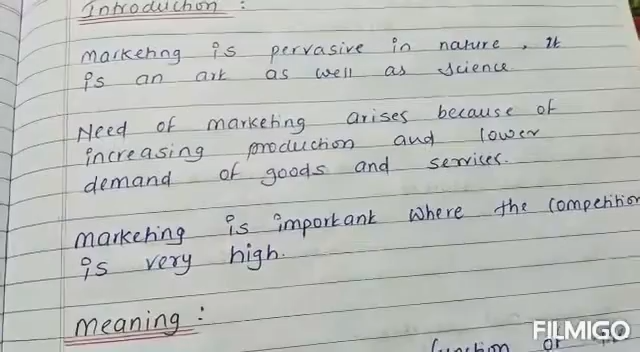 Introduction :
Marketing is pervasive in nature, It
is an art as well as science
Need of marketing arises because of
increasing production and lower
demand of goods and services.
marketing is important where the competition
is very high.
meaning :
function of
FILMIGO